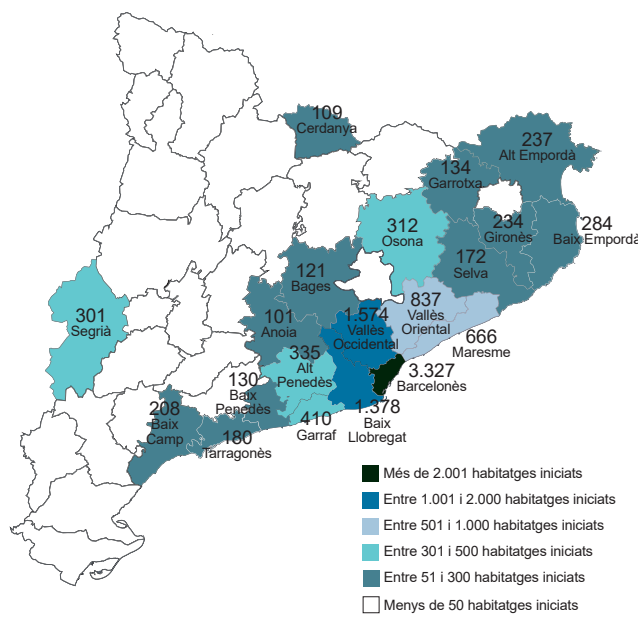 109
Cerdanya
237
Alt Empordà
134
Garrotxa
312
Osona
234
Gironès
284
Baix Empordà
172
Selva
121
Bages
301
Segrià
101
Anoia
1.574
Vallès
Occidental
837
Vallès
Oriental
666
Maresme
335
Alt
Penedès
3.327
Barcelonès
130
Baix
Penedès
208
Baix
Camp
180
Tarragonès
410
Garraf
1.378
Baix
Llobregat
Més de 2.001 habitatges iniciats
Entre 1.001 i 2.000 habitatges iniciats
Entre 501 i 1.000 habitatges iniciats
Entre 301 i 500 habitatges iniciats
Entre 51 i 300 habitatges iniciats
Menys de 50 habitatges iniciats